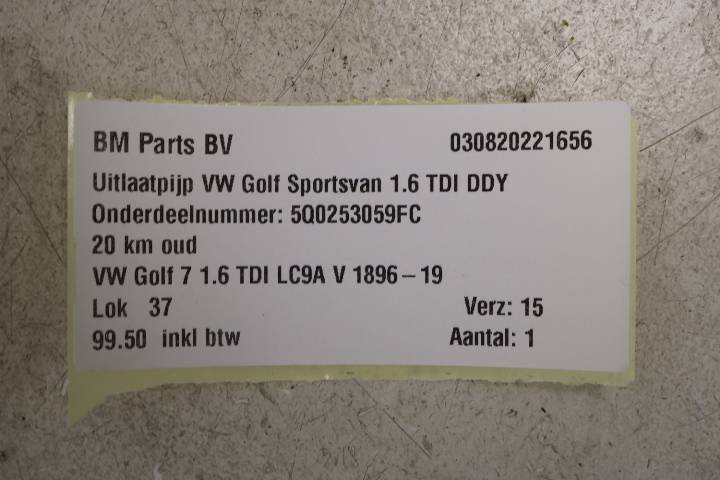 BM Parts BV 030820221656
Uitlaatpijp VW Golf Sportsvan 1.6 TDI DDY
Onderdeelnummer: 5Q0253059FC
20 km oud
VW Golf 7 1.6 TDI LC9A V 1896-19
Lok 37 Verz: 15
99.50 inkl btw Aantal: 1